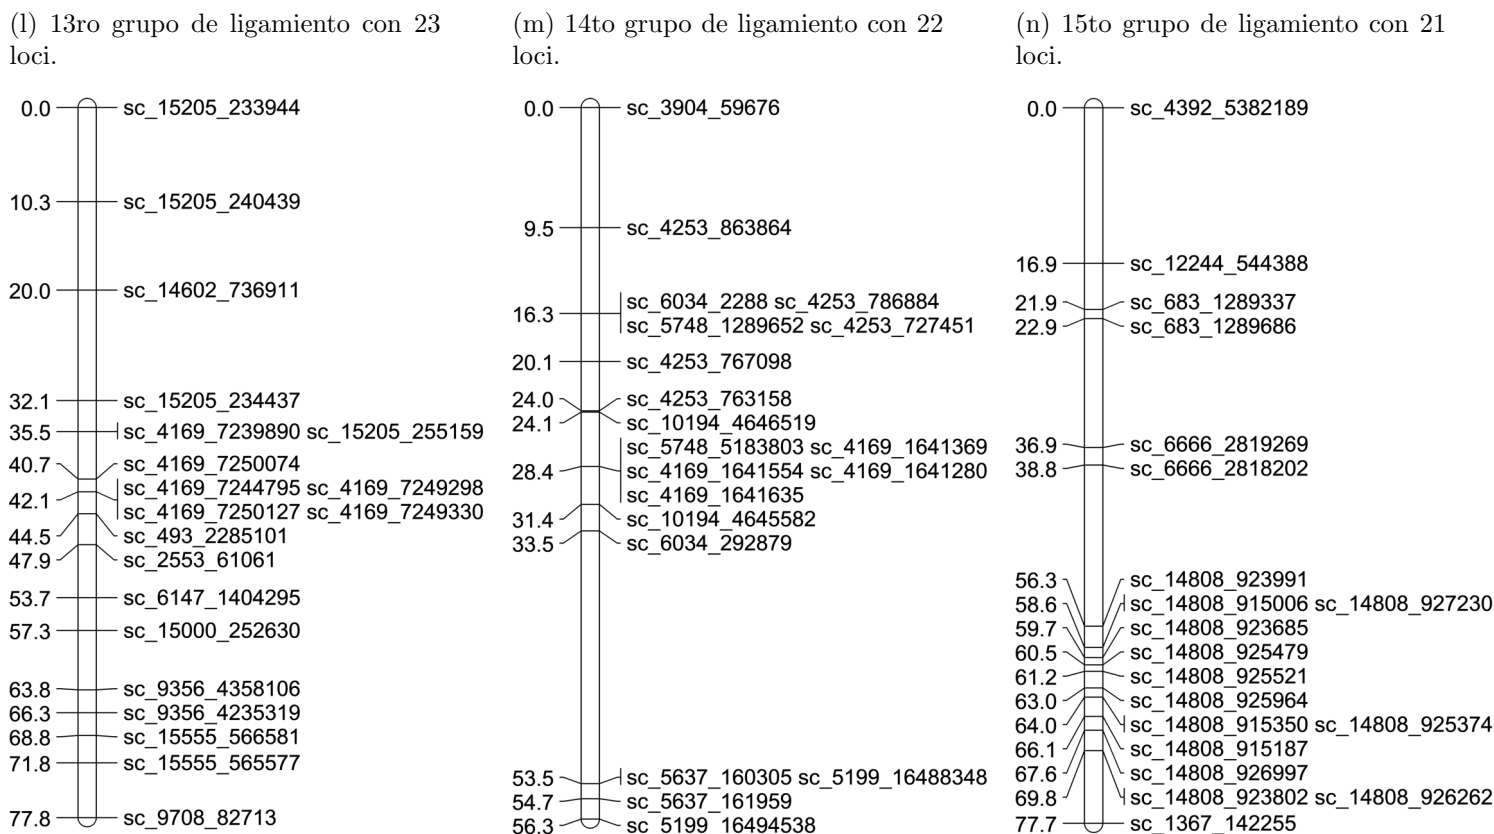 (l) 13ro grupo de ligamiento con 23
loci.
0.0 sc_15205_233944
10.3 sc_15205_240439
20.0 sc_14602_736911
32.1 sc_15205_234437
35.5 sc_4169_7239890 sc_15205_255159
40.7 sc_4169_7250074
42.1 sc_4169_7244795 sc_4169_7249298
sc_4169_7250127 sc_4169_7249330
44.5 sc_493_2285101
47.9 sc_2553_61061
53.7 sc_6147_1404295
57.3 sc_15000_252630
63.8 sc_9356_4358106
66.3 sc_9356_4235319
68.8 sc_15555_566581
71.8 sc_15555_565577
77.8 sc_9708_82713
(m) 14to grupo de ligamiento con 22
loci.
0.0 sc_3904_59676
9.5 sc_4253_863864
16.3 sc_6034_2288 sc_4253_786884
sc_5748_1289652 sc_4253_727451
20.1 sc_4253_767098
24.0 sc_4253_763158
24.1 sc_10194_4646519
sc_5748_5183803 sc_4169_1641369
28.4 sc_4169_1641554 sc_4169_1641280
sc_4169_1641635
31.4 sc_10194_4645582
33.5 sc_6034_292879
53.5 sc_5637_160305 sc_5199_16488348
54.7 sc_5637_161959
56.3 sc_5199_16494538
(n) 15to grupo de ligamiento con 21
loci.
0.0 sc_4392_5382189
16.9 sc_12244_544388
21.9 sc_683_1289337
22.9 sc_683_1289686
36.9 sc_6666_2819269
38.8 sc_6666_2818202
56.3 sc_14808_923991
58.6 sc_14808_915006 sc_14808_927230
59.7 sc_14808_923685
60.5 sc_14808_925479
61.2 sc_14808_925521
63.0 sc_14808_925964
64.0 sc_14808_915350 sc_14808_925374
66.1 sc_14808_915187
67.6 sc_14808_926997
69.8 sc_14808_923802 sc_14808_926262
77.7 sc_1367_142255